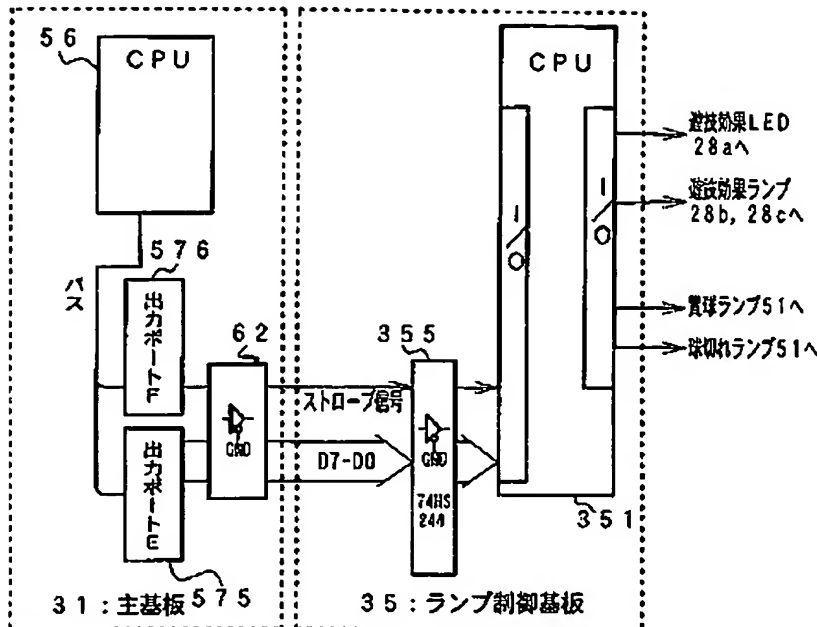 56
CPU
バス
576
出力ポートF
62
GND
出力ポートE
575
31:主基板
ストローブ信号
D7-D0
355
GND
74HS
244
CPU
I/O
I/O
351
35:ランプ制御基板
遊技効果LED
28aへ
遊技効果ランプ
28b, 28cへ
賞球ランプ51へ
球切れランプ51へ